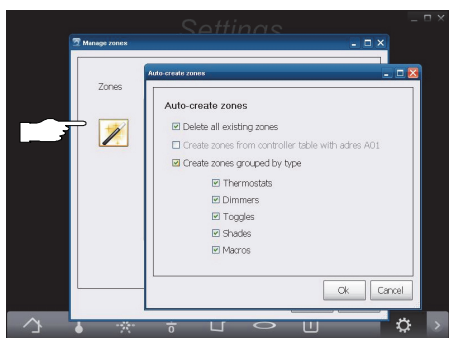 Settings
Manage zones
Auto-create zones
Zones
Auto-create zones
Delete all existing zones
Create zones from controller table with adres A01
Create zones grouped by type
Thermostats
Dimmers
Toggles
Shades
Macros
Ok
Cancel